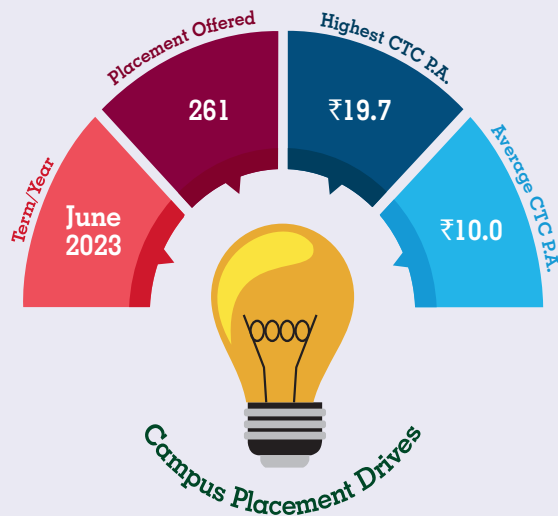 Term/Year
June
2023
Placement Offered
261
Highest CTC P.A.
₹19.7
Average CTC P.A.
₹10.0
Campus Placement Drives